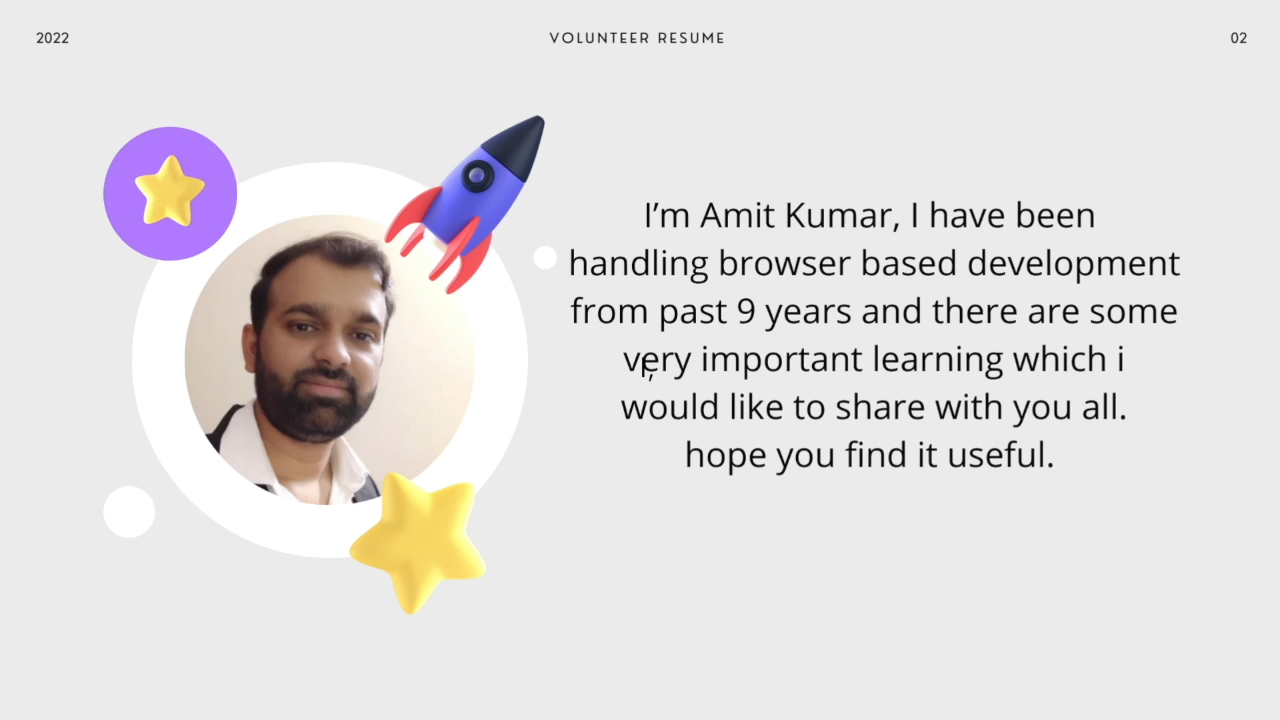 2022
VOLUNTEER RESUME
02
I’m Amit Kumar, I have been
handling browser based development
from past 9 years and there are some
very important learning which i
would like to share with you all.
hope you find it useful.